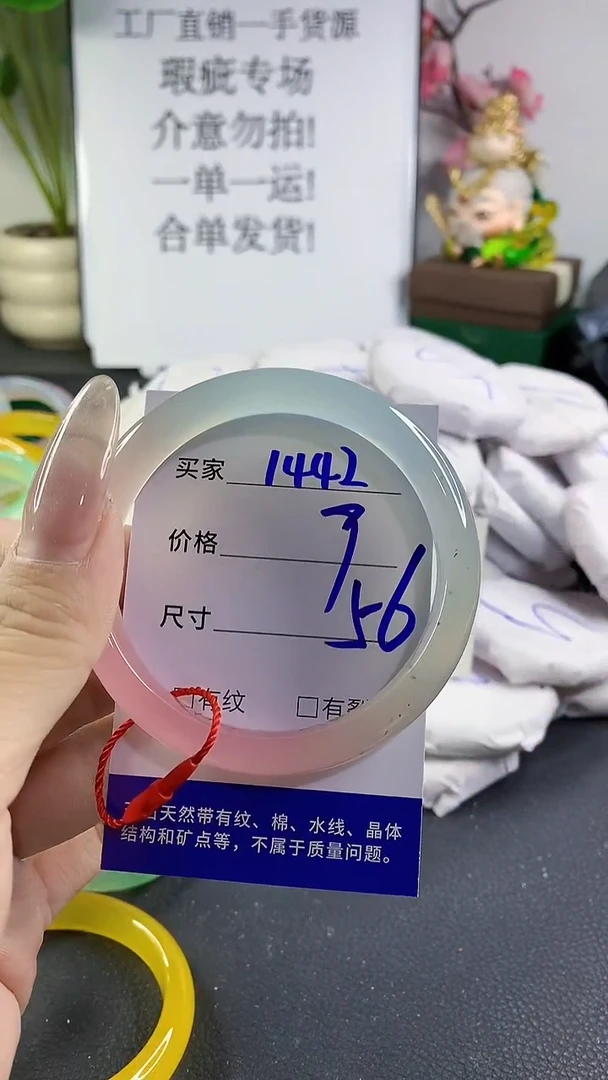 工厂直销一手货源
瑕疵专场
介意勿拍!
一单一运!
合单发货!
买家 1442
价格
尺寸 56
有纹 □有裂
天然带有纹、棉、水线、晶体
结构和矿点等，不属于质量问题。